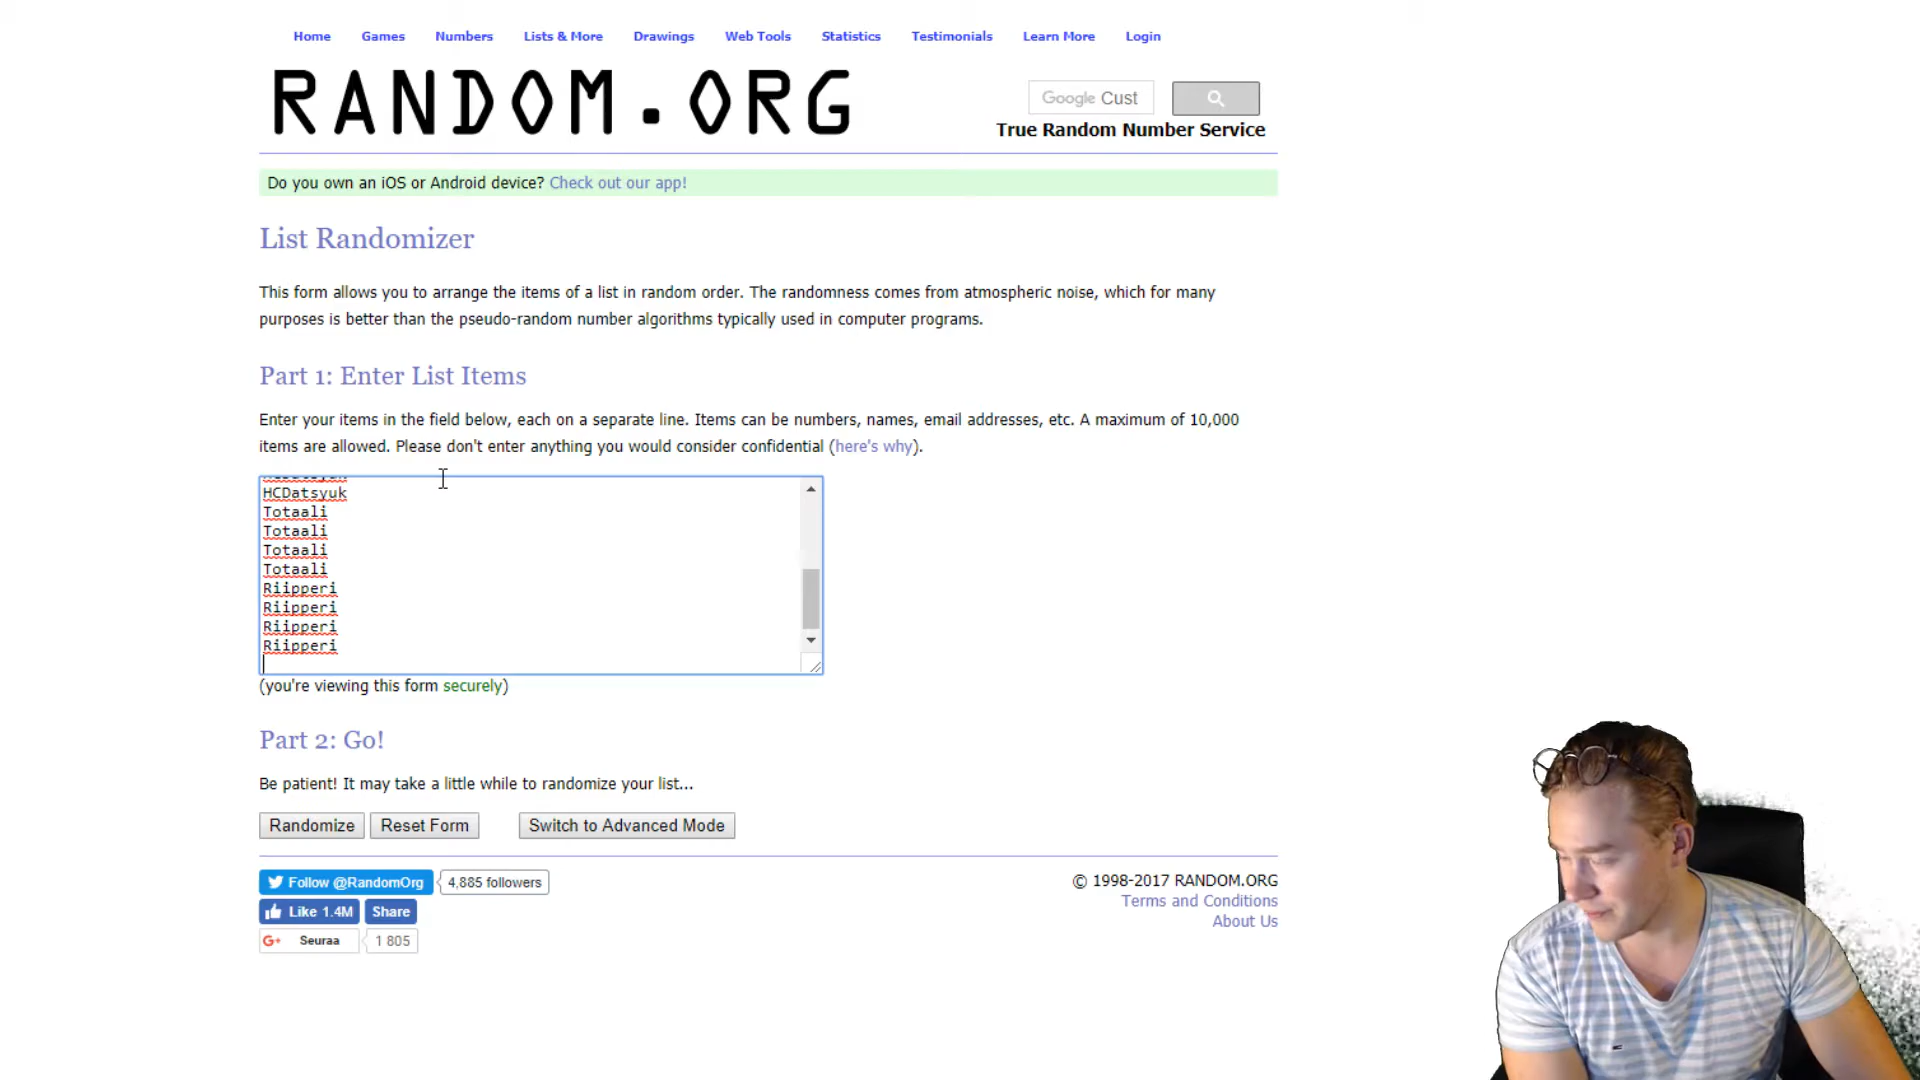 Home Games Numbers Lists & More Drawings Web Tools Statistics Testimonials Learn More Login
RANDOM.ORG
Google Cust
True Random Number Service
Do you own an iOS or Android device? Check out our app!
List Randomizer
This form allows you to arrange the items of a list in random order. The randomness comes from atmospheric noise, which for many
purposes is better than the pseudo-random number algorithms typically used in computer programs.
Part 1: Enter List Items
Enter your items in the field below, each on a separate line. Items can be numbers, names, email addresses, etc. A maximum of 10,000
items are allowed. Please don't enter anything you would consider confidential (here's why).
HCDatsyuk
Totaali
Totaali
Totaali
Totaali
Riipperi
Riipperi
Riipperi
Riipperi
(you're viewing this form securely)
Part 2: Go!
Be patient! It may take a little while to randomize your list...
Randomize Reset Form Switch to Advanced Mode
Follow @RandomOrg 4,885 followers
© 1998-2017 RANDOM.ORG
Like 1.4M Share
Terms and Conditions
About Us
G+ Seuraa 1 805